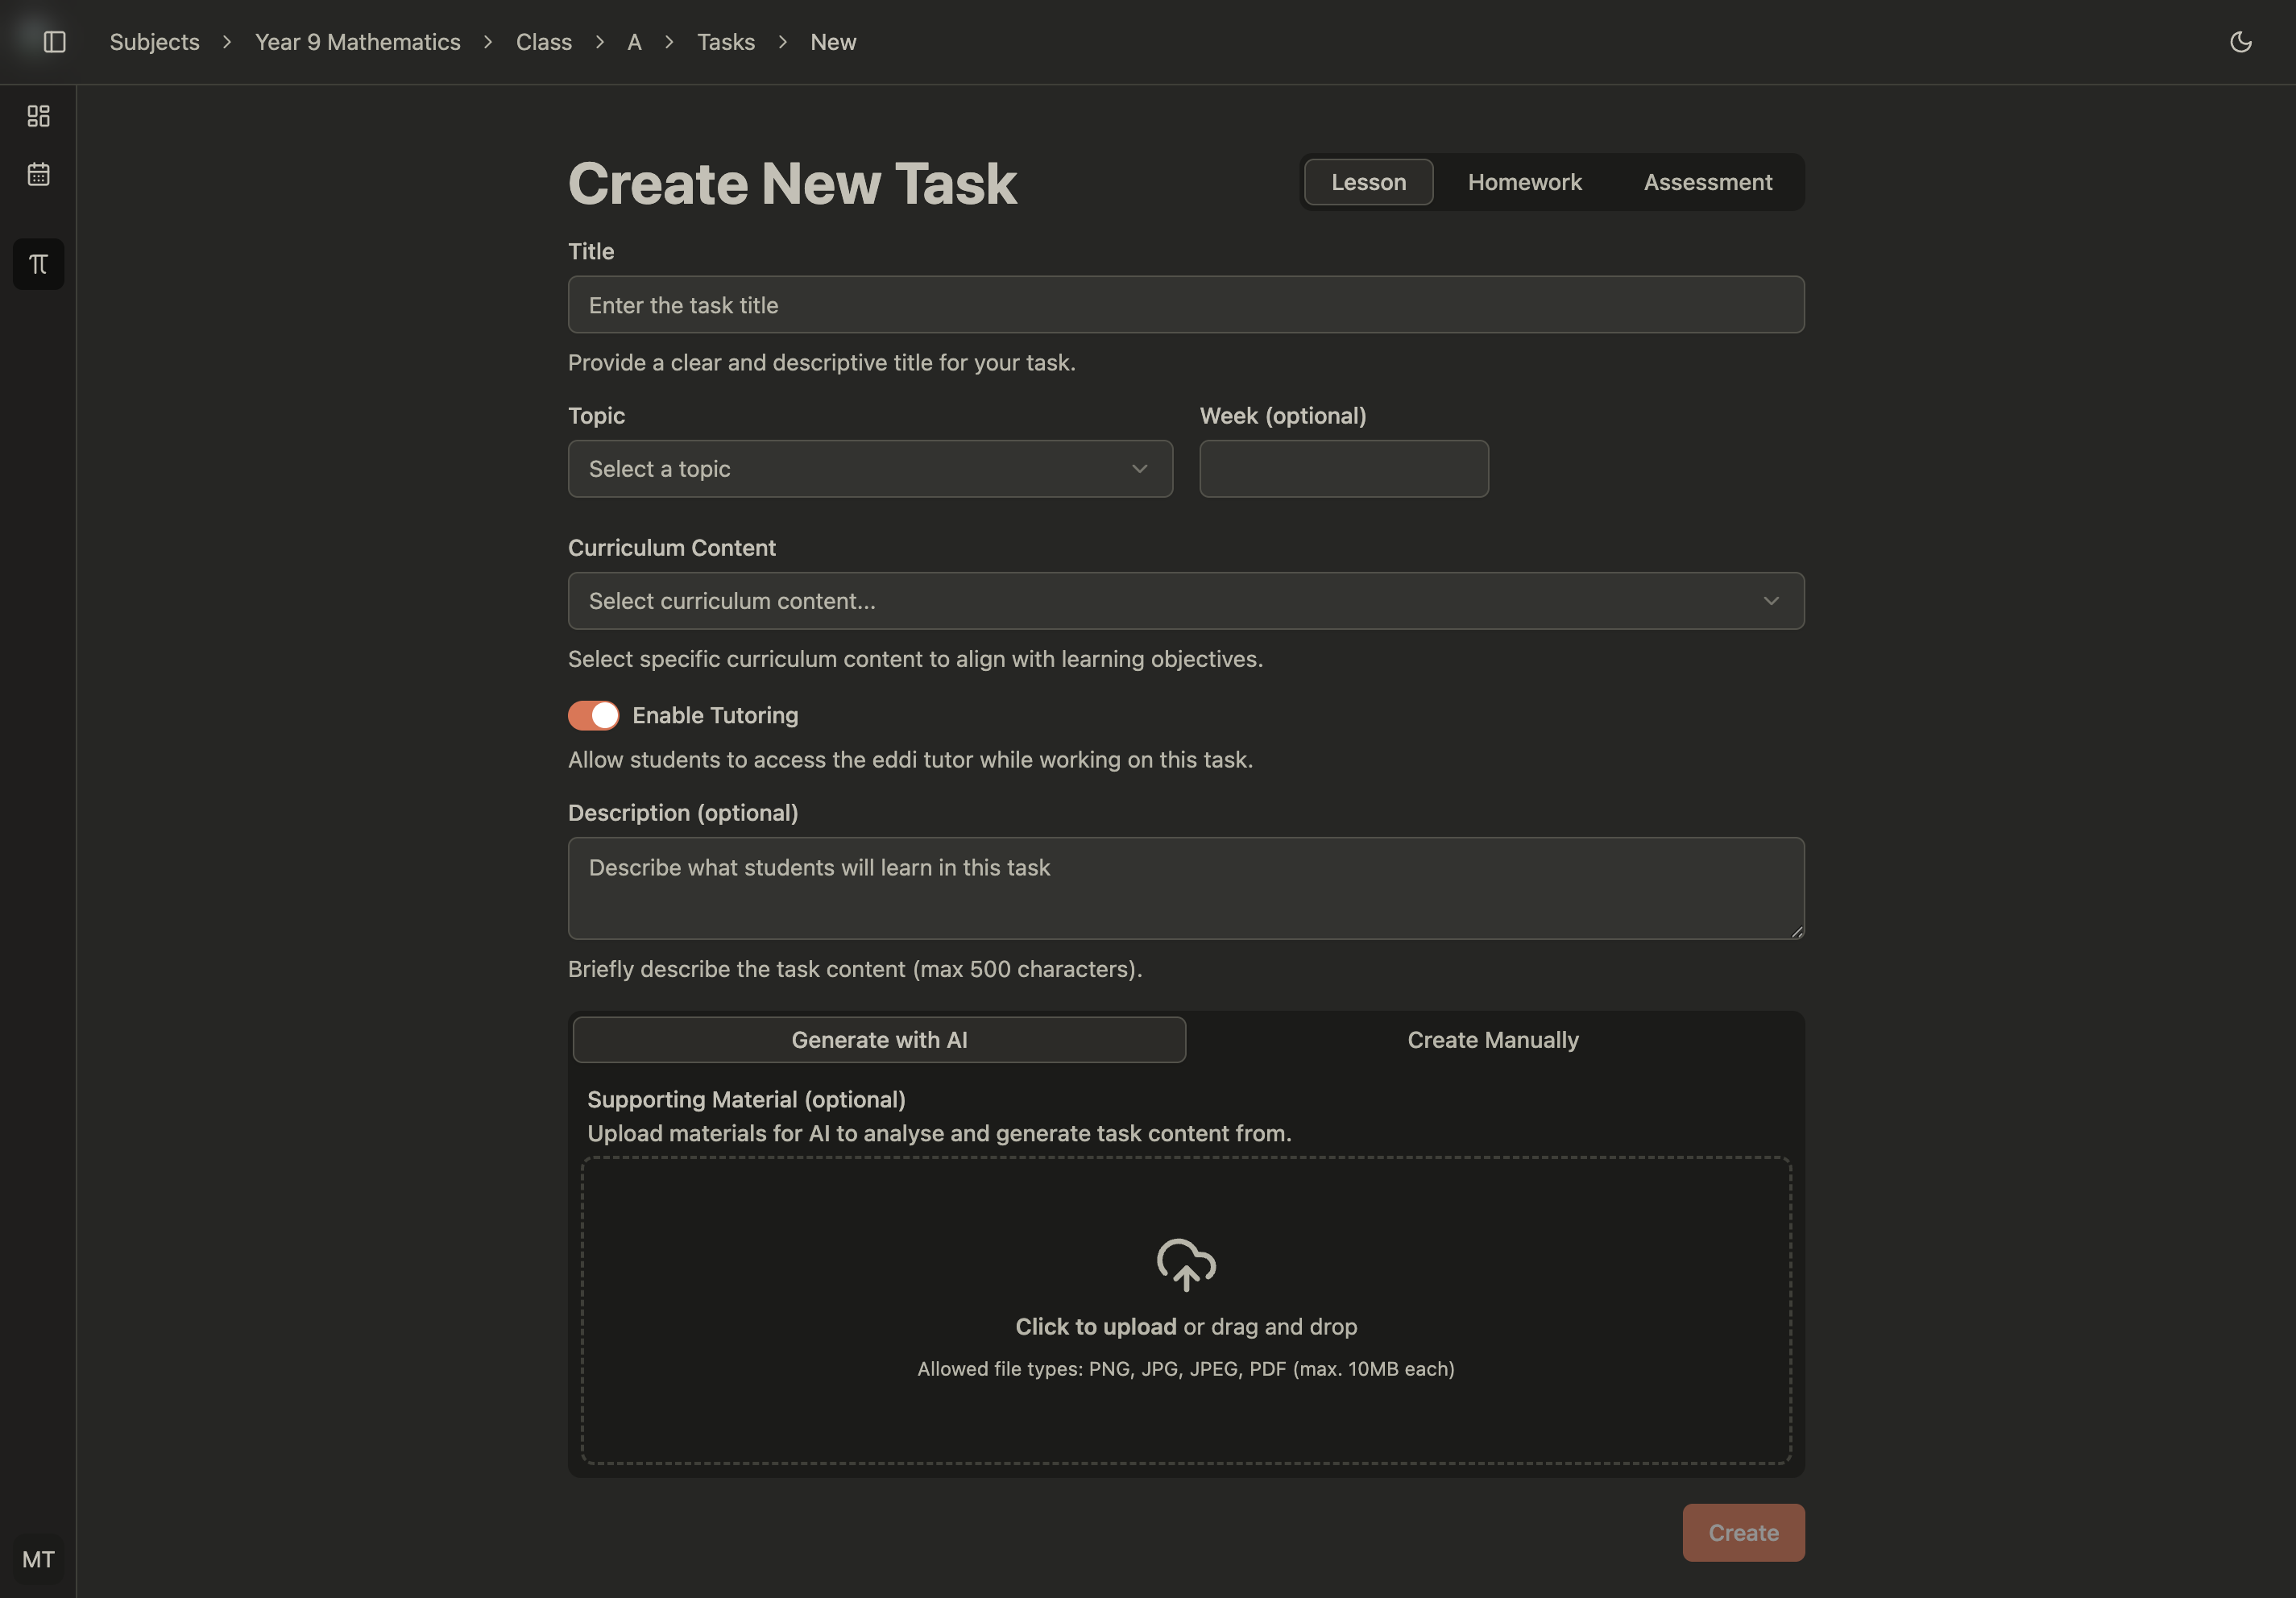 Subjects > Year 9 Mathematics > Class > A > Tasks > New
π
Create New Task
Lesson Homework Assessment
Title
Enter the task title
Provide a clear and descriptive title for your task.
Topic Week (optional)
Select a topic
Curriculum Content
Select curriculum content...
Select specific curriculum content to align with learning objectives.
Enable Tutoring
Allow students to access the eddi tutor while working on this task.
Description (optional)
Describe what students will learn in this task
Briefly describe the task content (max 500 characters).
Generate with AI Create Manually
Supporting Material (optional)
Upload materials for AI to analyse and generate task content from.
Click to upload or drag and drop
Allowed file types: PNG, JPG, JPEG, PDF (max. 10MB each)
Create
MT